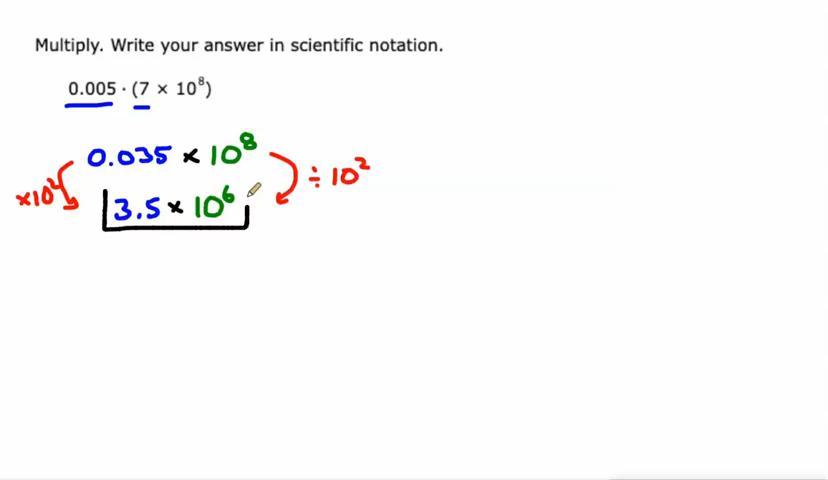 Multiply. Write your answer in scientific notation.
0.005 · (7 × 10⁸)
0.035 × 10⁸
×10² ÷ 10²
3.5 × 10⁶